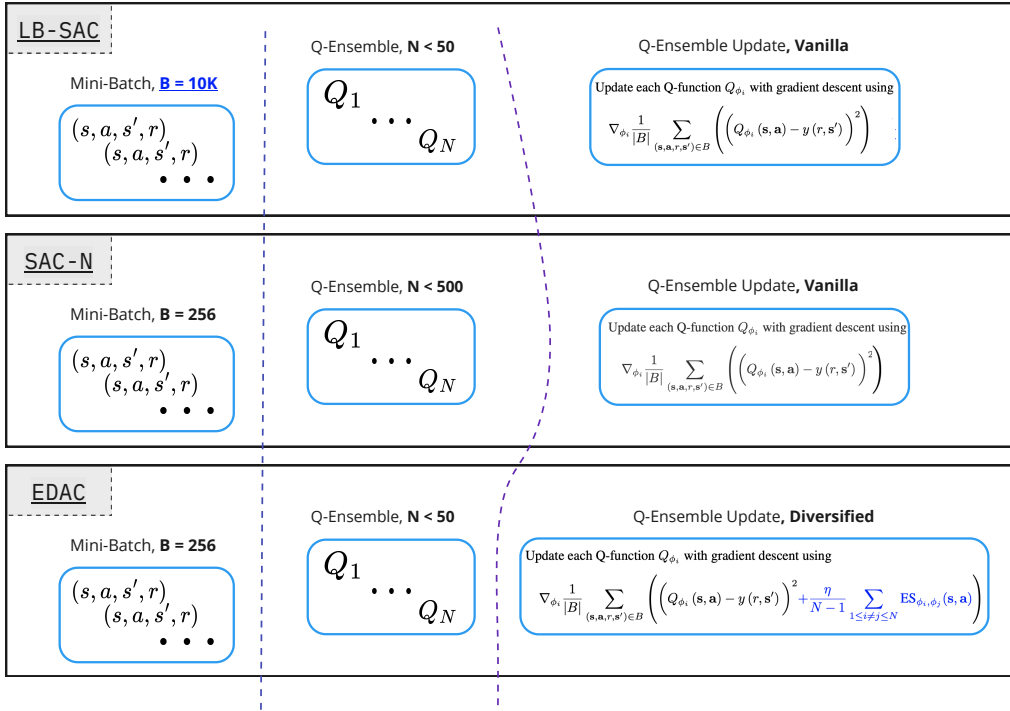 LB-SAC
Mini-Batch, B = 10K
(s, a, s′, r)
(s, a, s′, r)
• • •
Q-Ensemble, N < 50
Q_1
⋯
Q_N
Q-Ensemble Update, Vanilla
Update each Q-function Q_{ϕ_i} with gradient descent using
∇_{ϕ_i} \frac{1}{|B|} ∑_{(s,a,r,s′)∈B} ((Q_{ϕ_i}(s, a) − y(r, s′))^2)
SAC-N
Mini-Batch, B = 256
(s, a, s′, r)
(s, a, s′, r)
• • •
Q-Ensemble, N < 500
Q_1
⋯
Q_N
Q-Ensemble Update, Vanilla
Update each Q-function Q_{ϕ_i} with gradient descent using
∇_{ϕ_i} \frac{1}{|B|} ∑_{(s,a,r,s′)∈B} ((Q_{ϕ_i}(s, a) − y(r, s′))^2)
EDAC
Mini-Batch, B = 256
(s, a, s′, r)
(s, a, s′, r)
• • •
Q-Ensemble, N < 50
Q_1
⋯
Q_N
Q-Ensemble Update, Diversified
Update each Q-function Q_{ϕ_i} with gradient descent using
∇_{ϕ_i} \frac{1}{|B|} ∑_{(s,a,r,s′)∈B} ((Q_{ϕ_i}(s, a) − y(r, s′))^2 + \frac{η}{N − 1} ∑_{1≤i≠j≤N} ES_{ϕ_i,ϕ_j}(s, a))